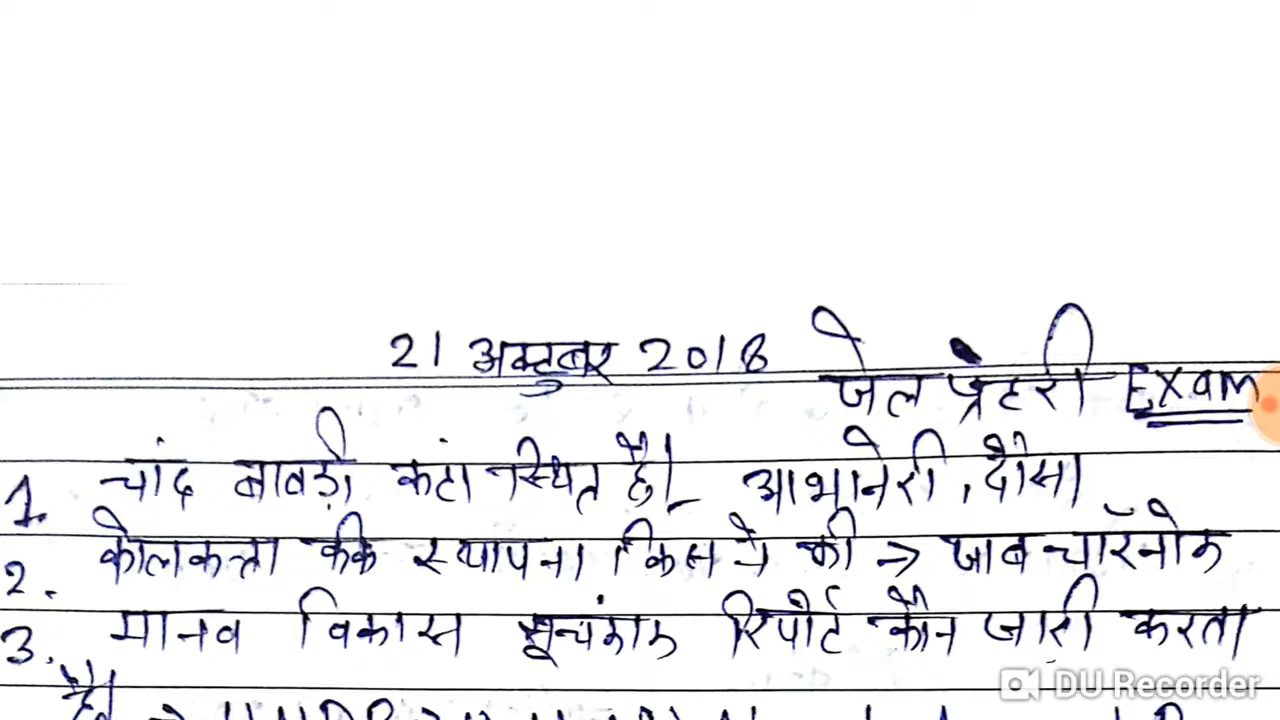 21 अक्टुबर 2018
जेल प्रहरी Exam
1. चांद बावड़ी कहा स्थित है। आभानेरी, दौसा
2. कोलकत्ता कीके स्थापना किस ने की → जाब चॉरनोक
3. मानव विकास सूचकांक रिपोर्ट कौन जारी करता
है।
DU Recorder